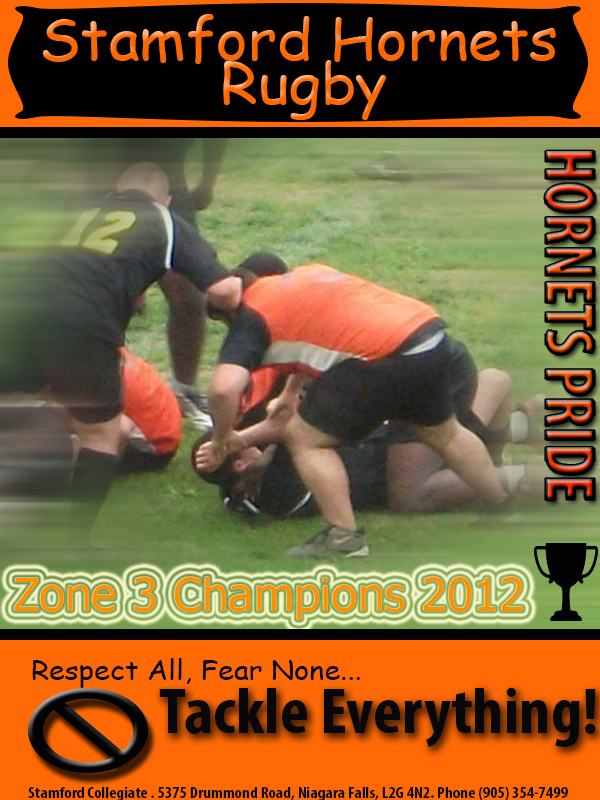 Stamford Hornets
Rugby
HORNETS PRIDE
12
Zone 3 Champions 2012
Respect All, Fear None...
Tackle Everything!
Stamford Collegiate . 5375 Drummond Road, Niagara Falls, L2G 4N2. Phone (905) 354-7499